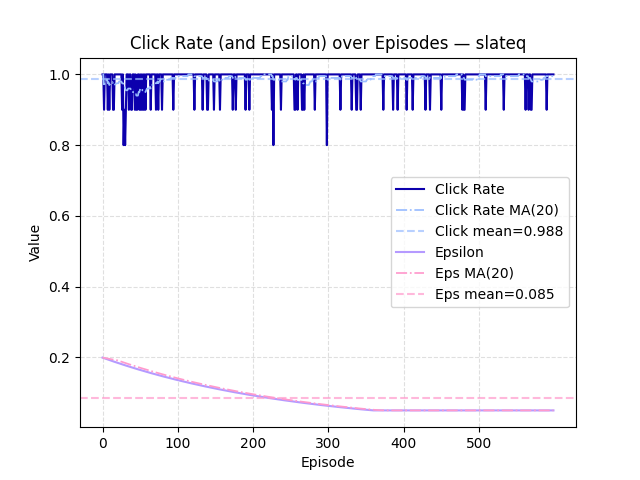 Click Rate (and Epsilon) over Episodes — slateq
Value
1.0
0.8
0.6
0.4
0.2
Click Rate
Click Rate MA(20)
Click mean=0.988
Epsilon
Eps MA(20)
Eps mean=0.085
0 100 200 300 400 500
Episode